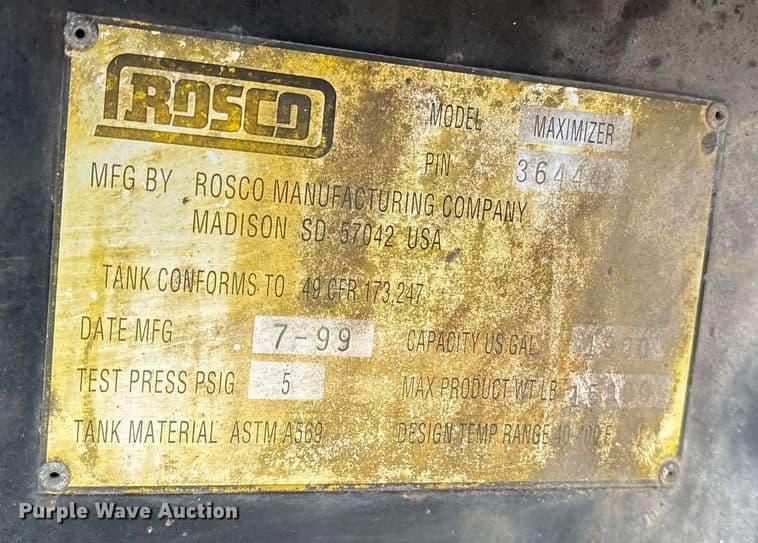 ROSCO
MODEL MAXIMIZER
PIN
MFG BY ROSCO MANUFACTURING COMPANY
MADISON SD 57042 USA
TANK CONFORMS TO 49 CFR 173.247
DATE MFG 7-99
CAPACITY US GAL
TEST PRESS PSIG 5
MAX PRODUCT WT LB
TANK MATERIAL ASTM A569
DESIGN TEMP RANGE 40-400 F
Purple Wave Auction